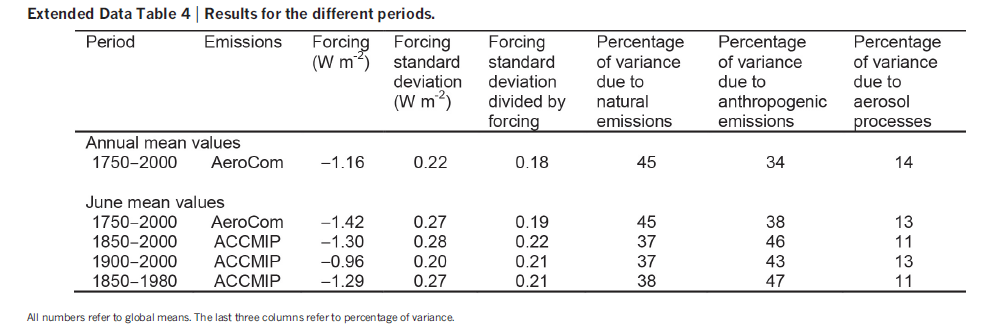 Extended Data Table 4 | Results for the different periods.
Period Emissions Forcing Forcing Forcing Percentage Percentage Percentage
(W m-2) standard standard of variance of variance of variance
deviation deviation due to due to due to
(W m-2) divided by natural anthropogenic aerosol
forcing emissions emissions processes
Annual mean values
1750–2000 AeroCom –1.16 0.22 0.18 45 34 14
June mean values
1750–2000 AeroCom –1.42 0.27 0.19 45 38 13
1850–2000 ACCMIP –1.30 0.28 0.22 37 46 11
1900–2000 ACCMIP –0.96 0.20 0.21 37 43 13
1850–1980 ACCMIP –1.29 0.27 0.21 38 47 11
All numbers refer to global means. The last three columns refer to percentage of variance.